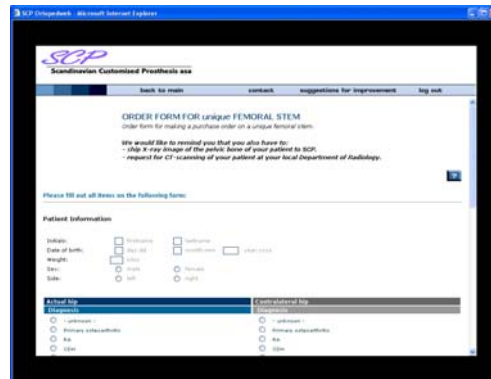 SCP Ortopedweb - Microsoft Internet Explorer
SCP
Scandinavian Customised Prosthesis asa
back to main contact suggestions for improvement log out
ORDER FORM FOR unique FEMORAL STEM
Order form for making a purchase order on a unique femoral stem.
We would like to remind you that you also have to:
- ship X-ray image of the pelvic bone of your patient to SCP.
- request for CT-scanning of your patient at your local Department of Radiology.
?
Please fill out all items on the following form:
Patient Information
Initials: firstname lastname
Date of birth: day:dd month:mm year:yyyy
Weight: kilos
Sex: male female
Side: left right
Actual hip Contralateral hip
Diagnosis Diagnosis
- unknown - - unknown -
Primary osteoarthritis Primary osteoarthritis
RA RA
CDH CDH